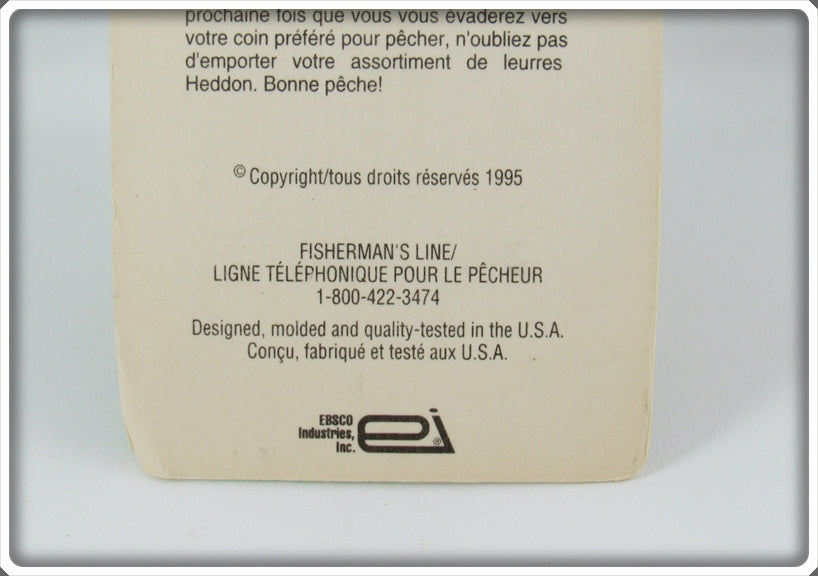 prochaine fois que vous vous évaderez vers
votre coin préféré pour pêcher, n'oubliez pas
d'emporter votre assortiment de leurres
Heddon. Bonne pêche!
© Copyright/tous droits réservés 1995
FISHERMAN'S LINE/
LIGNE TÉLÉPHONIQUE POUR LE PÊCHEUR
1-800-422-3474
Designed, molded and quality-tested in the U.S.A.
Conçu, fabriqué et testé aux U.S.A.
EBSCO
Industries,
Inc.
ei®